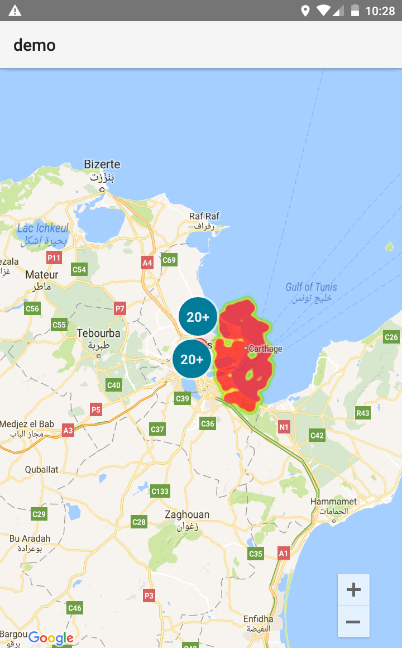 10:28
demo
Bizerte
بنزرت
Raf Raf
رفراف
Lac Ichkeul
بحيرة اشكل
P11
C54
A4
C69
Mateur
ماطر
Gulf of Tunis
خليج تونس
C56
C55
P7
20+
Tebourba
طبربة
C26
20+
Carthage
C40
C39
P5
R43
Medjez el Bab
مجاز الباب
A3
C37
C36
N1
C42
Quballat
C133
Hammamet
الحمامات
C29
C28
Zaghouan
زغوان
Bu Aradah
بوعرادة
C35
A1
P3
C46
Enfidha
النفيضة
Bargou
برقو
Google
C48